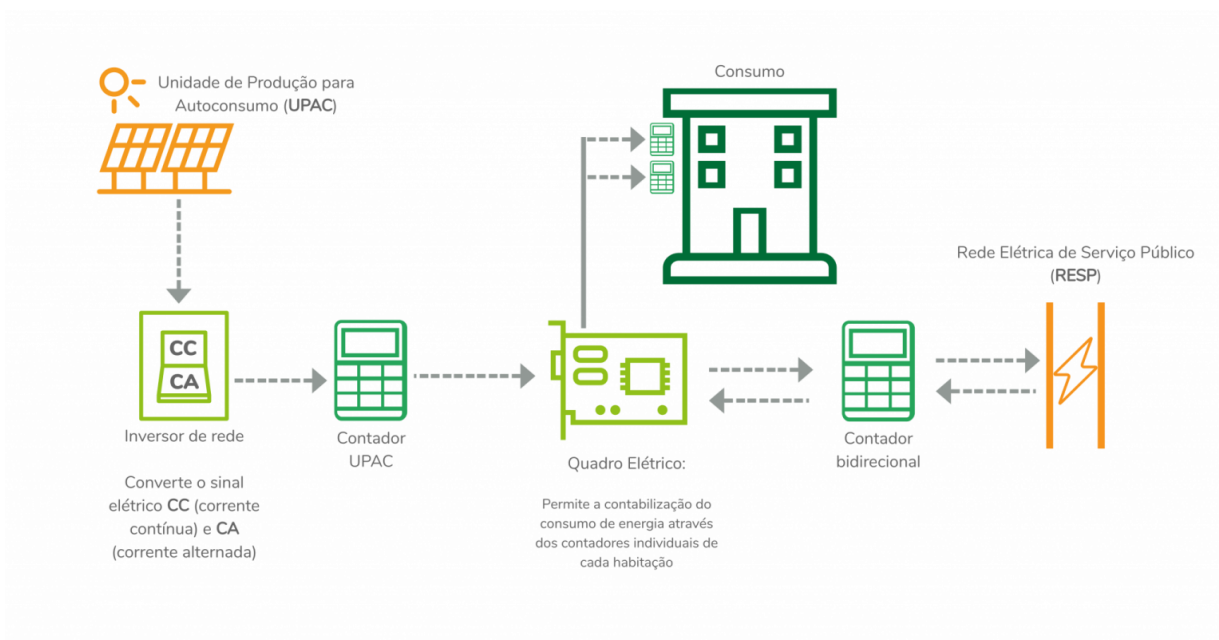 Unidade de Produção para
Autoconsumo (UPAC)
Consumo
Rede Elétrica de Serviço Público
(RESP)
CC
CA
Inversor de rede
Converte o sinal
elétrico CC (corrente
contínua) e CA
(corrente alternada)
Contador
UPAC
Quadro Elétrico:
Permite a contabilização do
consumo de energia através
dos contadores individuais de
cada habitação
Contador
bidirecional